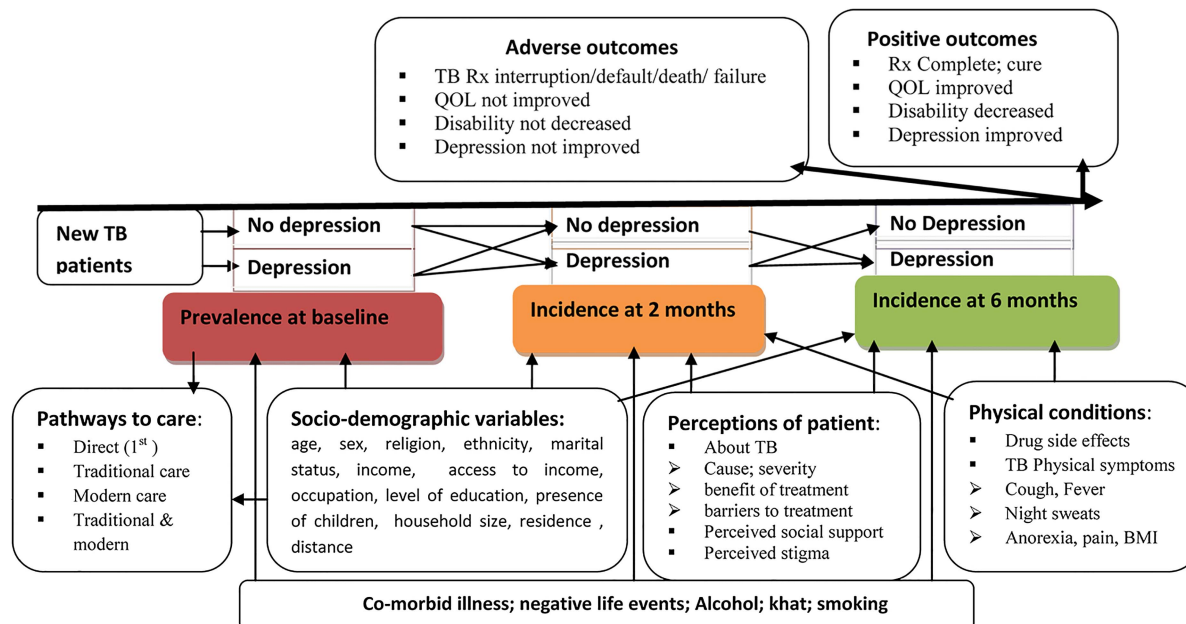 Adverse outcomes
▪ TB Rx interruption/default/death/ failure
▪ QOL not improved
▪ Disability not decreased
▪ Depression not improved
Positive outcomes
▪ Rx Complete; cure
▪ QOL improved
▪ Disability decreased
▪ Depression improved
New TB
patients
No depression
Depression
No depression
Depression
No Depression
Depression
Prevalence at baseline
Incidence at 2 months
Incidence at 6 months
Pathways to care:
▪ Direct (1st )
▪ Traditional care
▪ Modern care
▪ Traditional &
modern
Socio-demographic variables:
age, sex, religion, ethnicity, marital
status, income, access to income,
occupation, level of education, presence
of children, household size, residence ,
distance
Perceptions of patient:
▪ About TB
➢ Cause; severity
➢ benefit of treatment
➢ barriers to treatment
▪ Perceived social support
▪ Perceived stigma
Physical conditions:
▪ Drug side effects
▪ TB Physical symptoms
➢ Cough, Fever
➢ Night sweats
➢ Anorexia, pain, BMI
Co-morbid illness; negative life events; Alcohol; khat; smoking